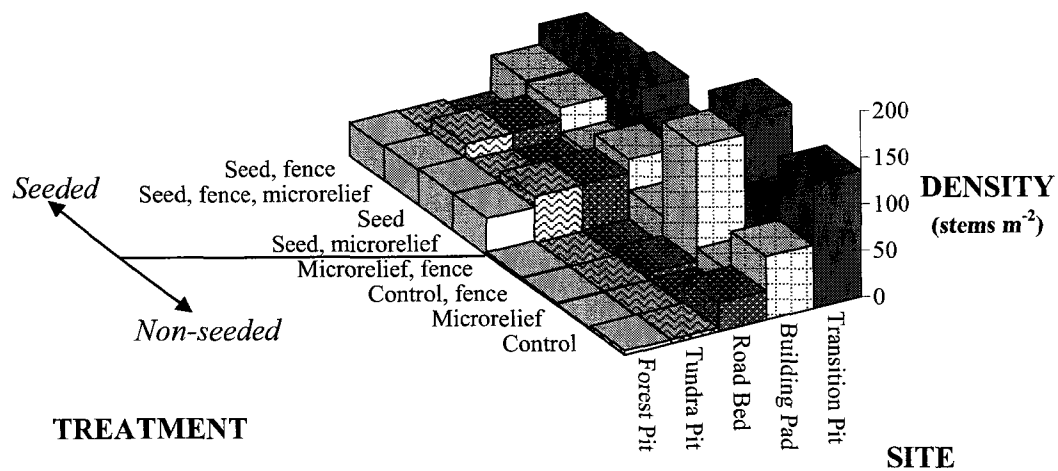 200
150
100
50
0
DENSITY
(stems m-2)
Seed, fence
Seed, fence, microrelief
Seed
Seed, microrelief
Microrelief, fence
Control, fence
Microrelief
Control
Seeded
Non-seeded
TREATMENT
Forest Pit
Tundra Pit
Road Bed
Building Pad
Transition Pit
SITE